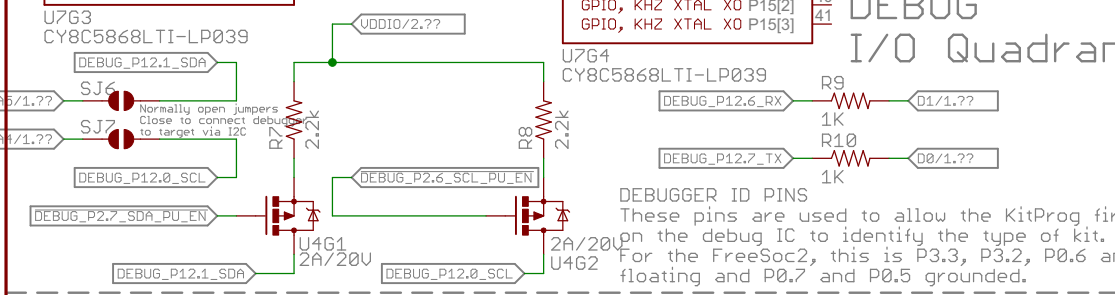 GPIO, KHZ XTAL XO P15[2]
GPIO, KHZ XTAL XO P15[3]
41
DEBUG
I/O Quadran
U7G3
CY8C5868LTI-LP039
VDDIO/2.??
U7G4
CY8C5868LTI-LP039
DEBUG_P12.1_SDA
SJ6
A5/1.??
Normally open jumpers
Close to connect debugger
to target via I2C
SJ7
A4/1.??
DEBUG_P12.0_SCL
R7
2.2k
R8
2.2k
R9
DEBUG_P12.6_RX
D1/1.??
1K
R10
DEBUG_P12.7_TX
D0/1.??
1K
DEBUG_P2.6_SCL_PU_EN
DEBUG_P2.7_SDA_PU_EN
U4G1
2A/20V
2A/20V
U4G2
DEBUG_P12.1_SDA
DEBUG_P12.0_SCL
DEBUGGER ID PINS
These pins are used to allow the KitProg fir
on the debug IC to identify the type of kit.
For the FreeSoc2, this is P3.3, P3.2, P0.6 an
floating and P0.7 and P0.5 grounded.